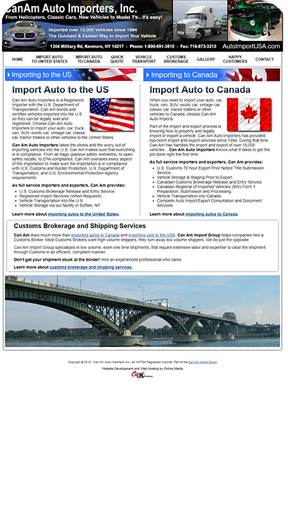 CanAm Auto Importers, Inc.
From Helicopters, Classic Cars, New Vehicles to Model T's.. It's easy!
Imported over 15,000 Vehicles since 1994
The Quickest & Easiest Way to Import Your Vehicle
1304 Military Rd, Kenmore, NY 14217 - Phone: 1-800-691-3810 - Fax: 716-873-3212
AutoImportUSA.com
HOME
IMPORT AUTO TO US
IMPORT AUTO TO CANADA
QUICK QUOTE
VEHICLE TRANSPORT
CUSTOMS BROKERAGE
GALLERY
HAPPY CUSTOMERS
CONTACT
Importing to the US
Import Auto to the US
Can Am Auto Importers is a Registered
Importer with the U.S. Department of
Transportation. Can Am bonds and
certifies vehicles imported into the U.S.
so they can be legally sold and
registered. Choose Can Am Auto
Importers to import your auto, car, truck,
SUV, exotic car, vintage car, classic
car, tractor trailers or other vehicles to the United States
Can Am Auto Importers takes the stress and the worry out of
importing vehicles into the U.S. Can Am makes sure that everything
is in compliance. From air bags (passive safety restraints), to open
safety recalls, to EPA compliance, Can Am oversees every aspect
of the importation to make sure the importation is in compliance
with U.S. Customs and Border Protection, U.S. Department of
Transportation, and U.S. Environmental Protection Agency
requirements.
As full service importers and exporters, Can Am provides:
U.S. Customs Brokerage Release and Entry Service.
Registered Import Services (When Required)
Vehicle Transportation into the U.S.
Vehicle Storage via our facility in Buffalo, NY
Learn more about importing autos to the United States.
Importing to Canada
Import Auto to Canada
When you need to import your auto, car,
truck, van, SUV, exotic car, vintage car,
classic car, tractor trailers or other
vehicles to Canada, choose Can Am
Auto Imports
Part of the import and export process is
knowing how to properly and legally
import or export a vehicle. Can Am Auto Importers has provided
top-notch import and export services since 1994. During that time
Can Am has handled the import and export of over 15,000
vehicles. Can Am Auto Importers knows what it takes to get the
job done right the first time.
As full service importers and exporters, Can Am provides:
U.S. Customs 72 hour Export Prior Notice Title Submission
Service.
Vehicle Storage & Staging Prior to Export.
Canadian Customs Brokerage Release and Entry Service.
Canadian Registrar of Imported Vehicles (RIV) Form 1
Preparation, Submission and Processing.
Vehicle Transportation into Canada.
Complete Auto Import/Export Consultation and Document
Services.
Learn more about importing autos to Canada.
Customs Brokerage and Shipping Services
Can Am does much more than importing autos to Canada and importing cars to the USA. Can Am Import Group helps companies hire a
Customs Broker. Most Customs Brokers want high volume shippers, they turn away low volume shippers. We do just the opposite.
Can Am Import Group specializes in low volume, even one time shipments, that require extensive labor and expertise to clear the shipment
through Customs in an efficient, compliant manner.
Don't get your shipment stuck at the border! Hire an experienced professional who cares.
Learn more about customs brokerage and shipping services.
Website Development and Web Hosting by Online Media